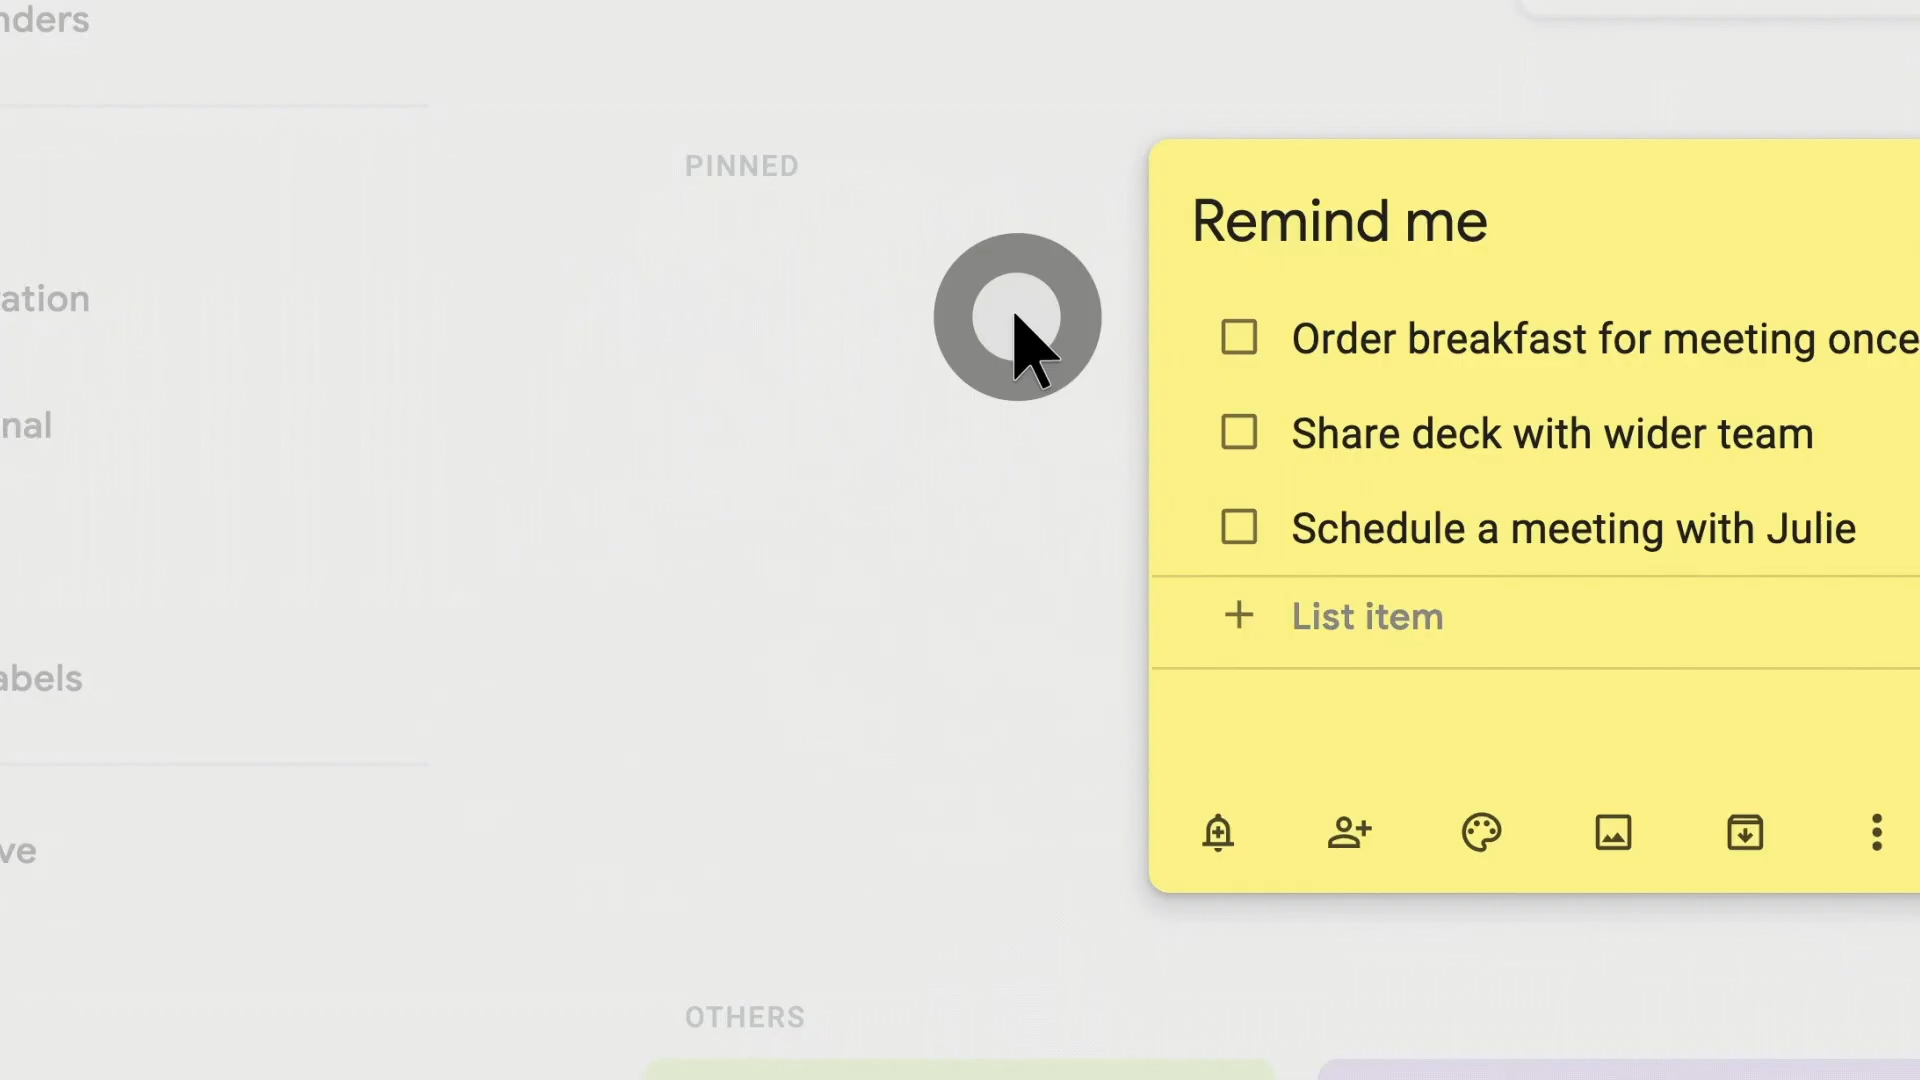 nders
PINNED
Remind me
ation
Order breakfast for meeting once
nal
Share deck with wider team
Schedule a meeting with Julie
List item
abels
ve
OTHERS